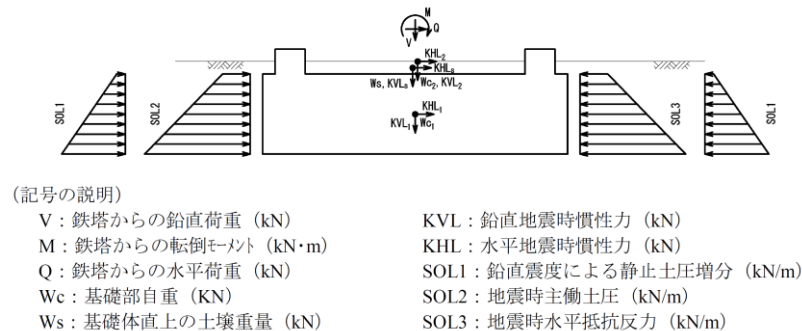 M
Q
V
KHL₂
KHLₛ
Ws, KVLₛ
Wc₂, KVL₂
KHL₁
KVL₁
Wc₁
SOL1
SOL2
SOL3
SOL1
(記号の説明)
V：鉄塔からの鉛直荷重（kN）
M：鉄塔からの転倒モーメント（kN・m）
Q：鉄塔からの水平荷重（kN）
Wc：基礎部自重（KN）
Ws：基礎体直上の土壌重量（kN）
KVL：鉛直地震時慣性力（kN）
KHL：水平地震時慣性力（kN）
SOL1：鉛直震度による静止土圧増分（kN/m）
SOL2：地震時主働土圧（kN/m）
SOL3：地震時水平抵抗反力（kN/m）